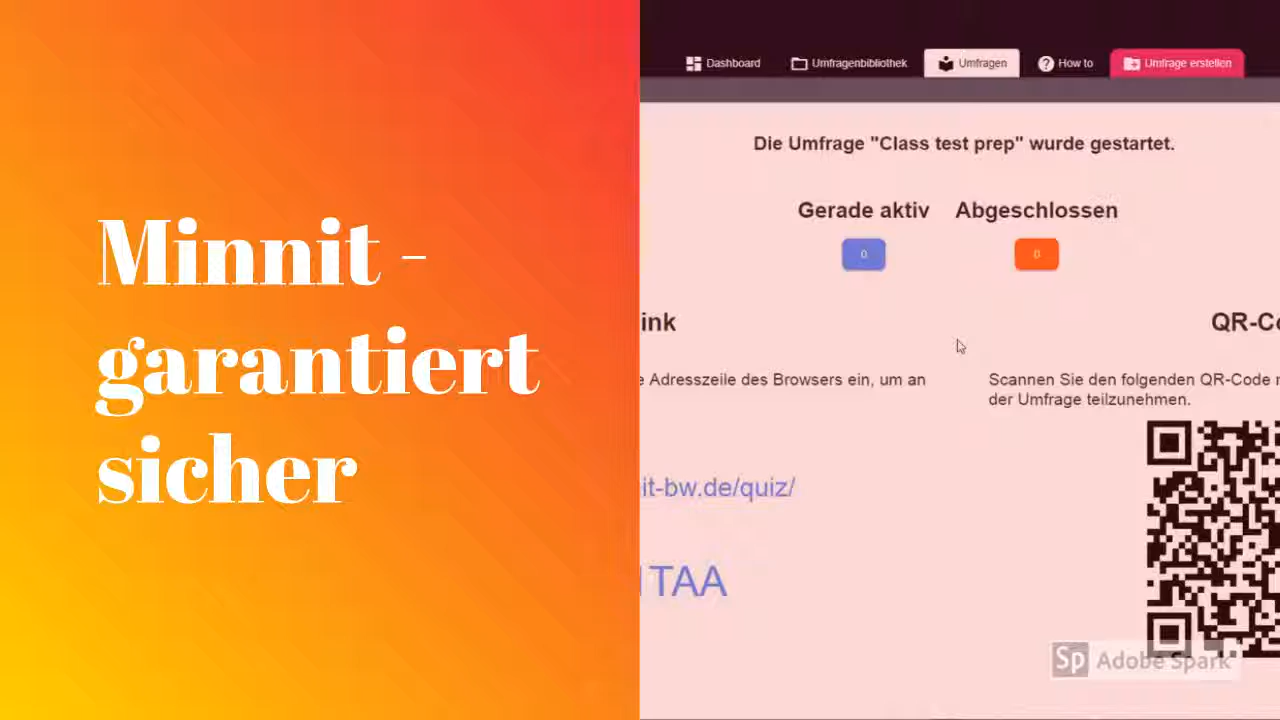 Minnit -
garantiert
sicher
Dashboard
Umfragenbibliothek
Umfragen
How to
Umfrage erstellen
Die Umfrage "Class test prep" wurde gestartet.
Gerade aktiv
Abgeschlossen
0
0
ink
Adresszeile des Browsers ein, um an
it-bw.de/quiz/
TAA
QR-C
Scannen Sie den folgenden QR-Code
der Umfrage teilzunehmen.
Sp Adobe Spark